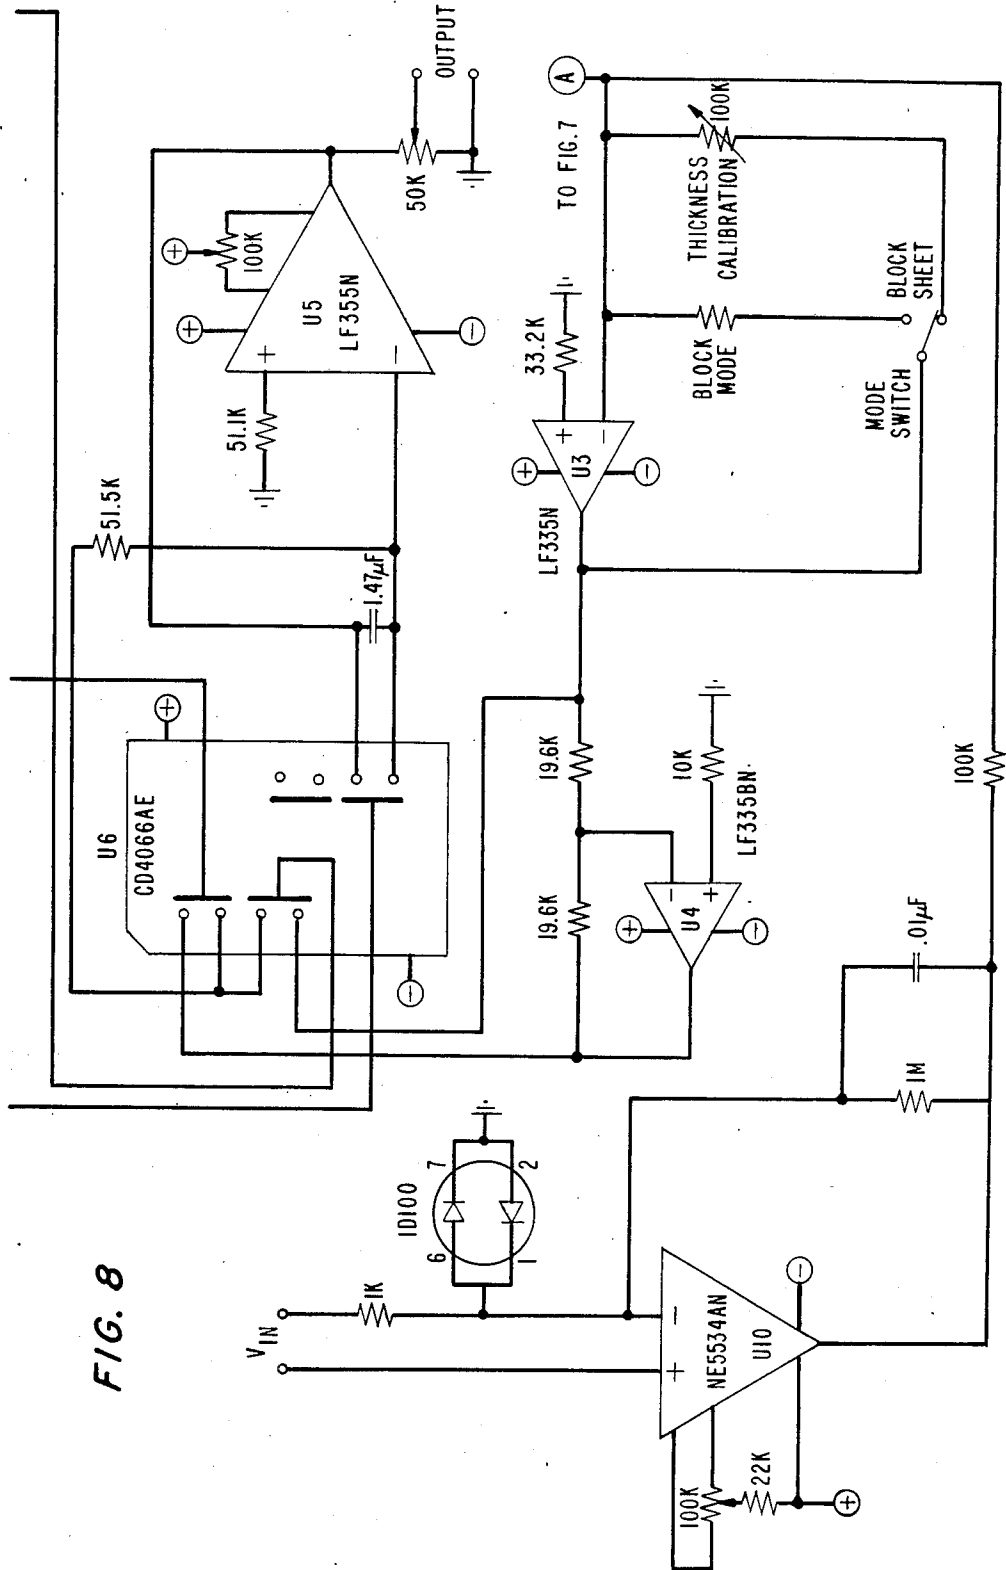 FIG. 8
V IN
1K
1D100
6
7
1
2
+
−
NE5534AN
U10
−
100K
22K
+
1M
.01µF
100K
U6
CD4066AE
+
−
51.5K
1.47µF
51.1K
+
−
U5
LF355N
+
−
+
100K
50K
OUTPUT
19.6K
19.6K
−
+
U4
+
−
10K
LF335BN
LF335N
+
−
U3
+
−
33.2K
TO FIG. 7
A
BLOCK
MODE
THICKNESS
CALIBRATION
100K
MODE
SWITCH
BLOCK
SHEET